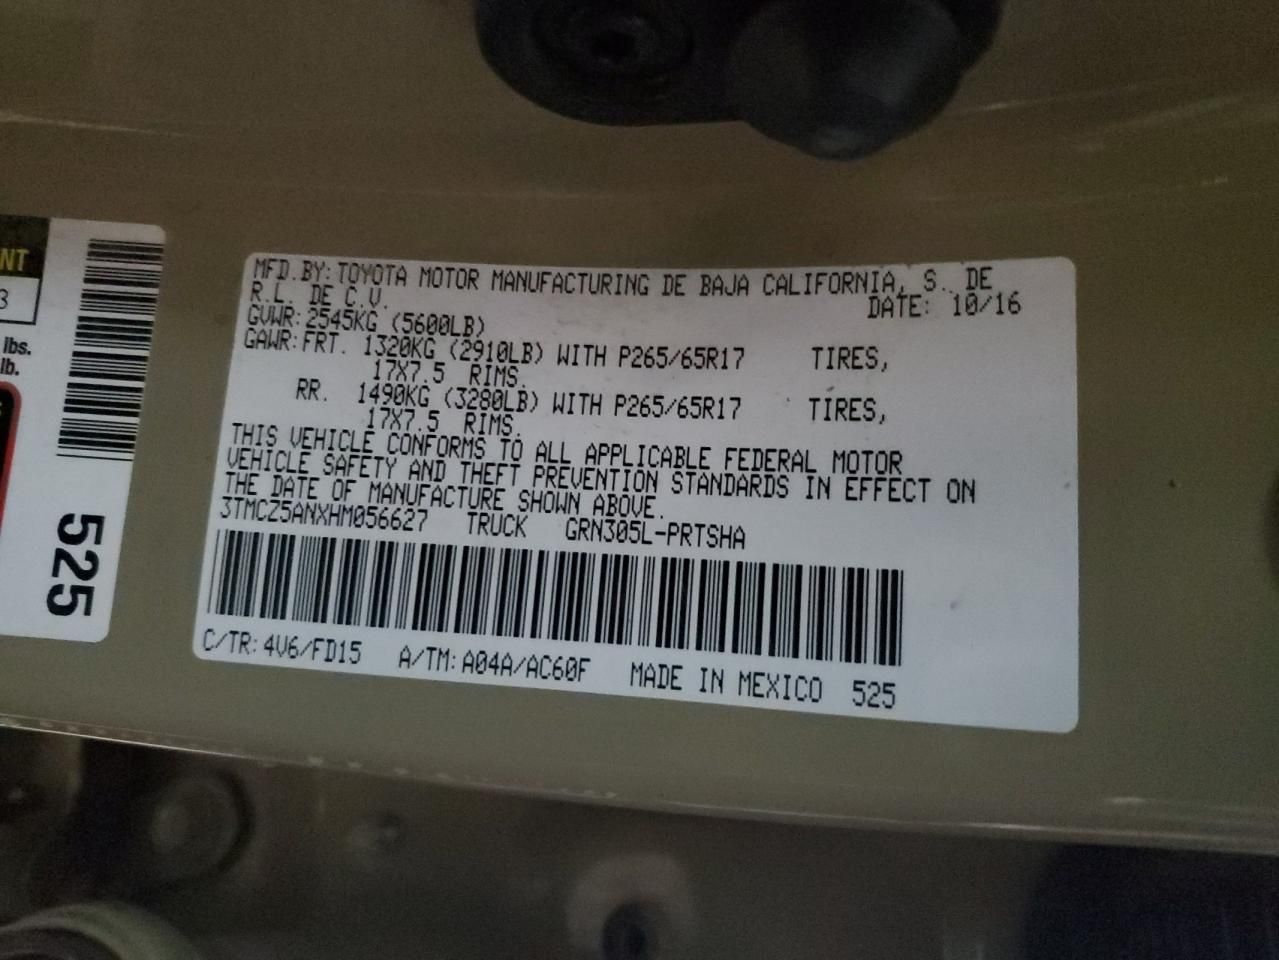 MFD.BY: TOYOTA MOTOR MANUFACTURING DE BAJA CALIFORNIA, S. DE
R.L. DE C.V. DATE: 10/16
GVWR: 2545KG (5600LB)
GAWR: FRT. 1320KG (2910LB) WITH P265/65R17 TIRES,
17X7.5 RIMS.
RR. 1490KG (3280LB) WITH P265/65R17 TIRES,
17X7.5 RIMS.
THIS VEHICLE CONFORMS TO ALL APPLICABLE FEDERAL MOTOR
VEHICLE SAFETY AND THEFT PREVENTION STANDARDS IN EFFECT ON
THE DATE OF MANUFACTURE SHOWN ABOVE.
3TMCZ5ANXHM056627 TRUCK GRN305L-PRTSHA
C/TR: 4V6/FD15 A/TM: A04A/AC60F MADE IN MEXICO 525
NT
3
lbs.
lb.
525